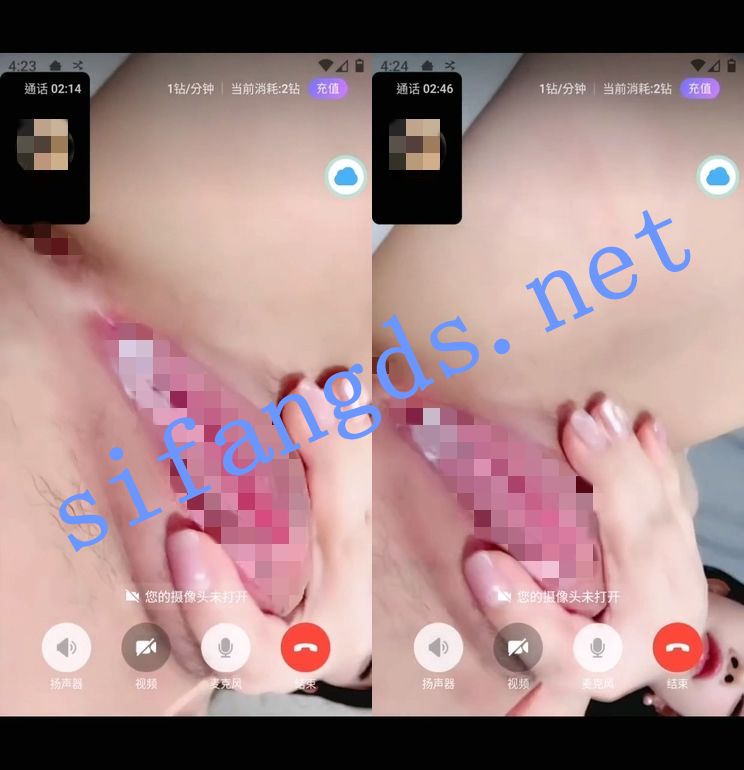 4:23
通话 02:14
1钻/分钟
当前消耗:2钻
充值
您的摄像头未打开
扬声器
视频
麦克风
结束
4:24
通话 02:46
1钻/分钟
当前消耗:2钻
充值
您的摄像头未打开
扬声器
视频
麦克风
结束
sifangds.net